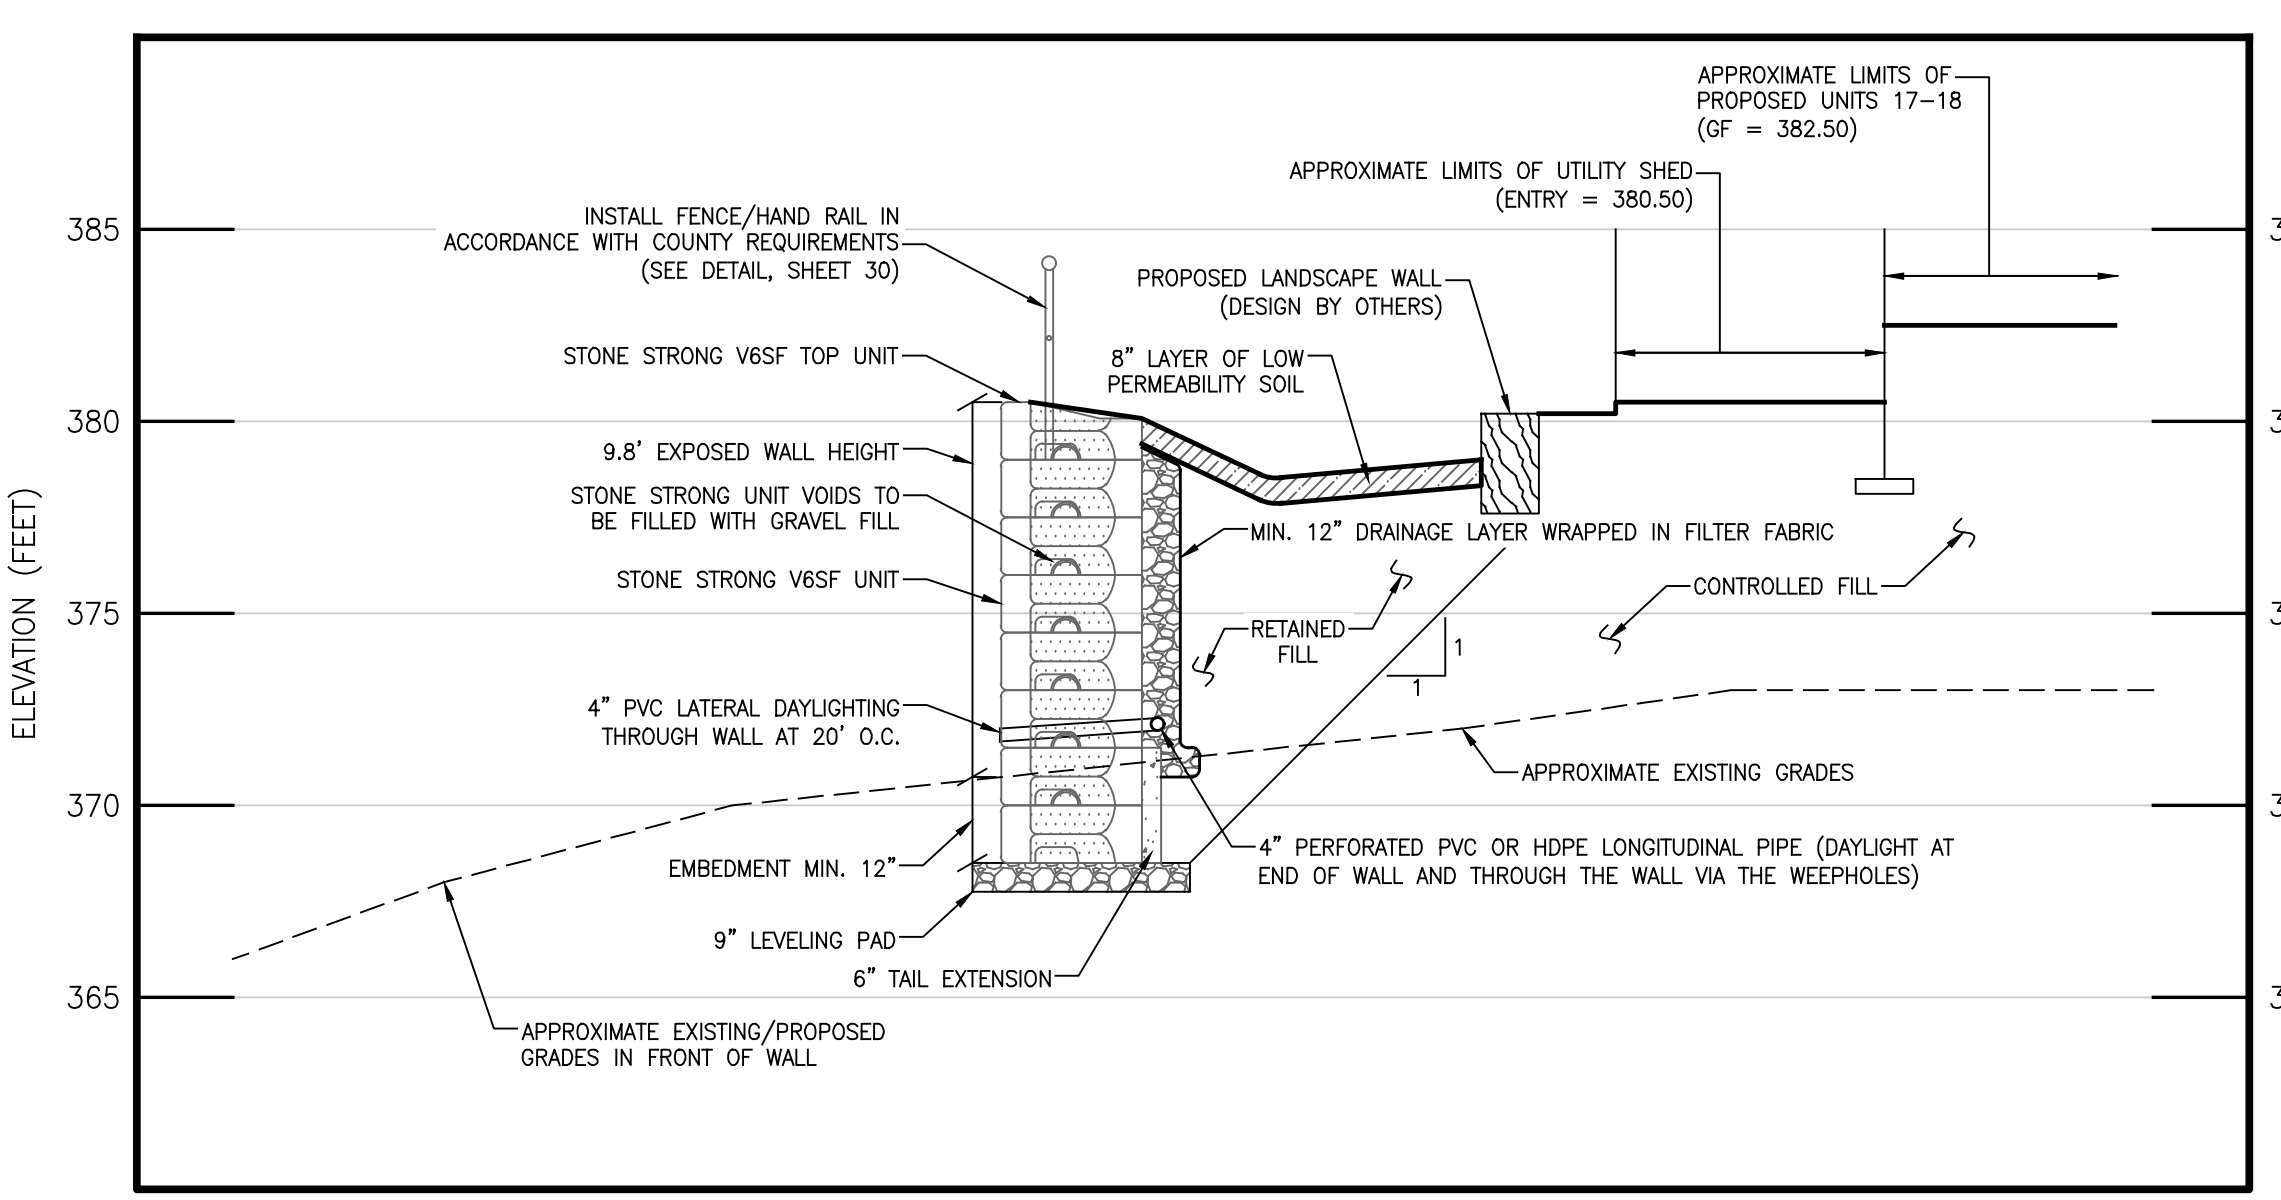 APPROXIMATE LIMITS OF
PROPOSED UNITS 17-18
(GF = 382.50)
APPROXIMATE LIMITS OF UTILITY SHED
(ENTRY = 380.50)
INSTALL FENCE/HAND RAIL IN
ACCORDANCE WITH COUNTY REQUIREMENTS
(SEE DETAIL, SHEET 30)
PROPOSED LANDSCAPE WALL
(DESIGN BY OTHERS)
STONE STRONG V6SF TOP UNIT
8" LAYER OF LOW
PERMEABILITY SOIL
9.8' EXPOSED WALL HEIGHT
STONE STRONG UNIT VOIDS TO
BE FILLED WITH GRAVEL FILL
MIN. 12" DRAINAGE LAYER WRAPPED IN FILTER FABRIC
STONE STRONG V6SF UNIT
CONTROLLED FILL
RETAINED
FILL
1
1
4" PVC LATERAL DAYLIGHTING
THROUGH WALL AT 20' O.C.
APPROXIMATE EXISTING GRADES
EMBEDMENT MIN. 12"
4" PERFORATED PVC OR HDPE LONGITUDINAL PIPE (DAYLIGHT AT
END OF WALL AND THROUGH THE WALL VIA THE WEEPHOLES)
9" LEVELING PAD
6" TAIL EXTENSION
APPROXIMATE EXISTING/PROPOSED
GRADES IN FRONT OF WALL
ELEVATION (FEET)
385
380
375
370
365